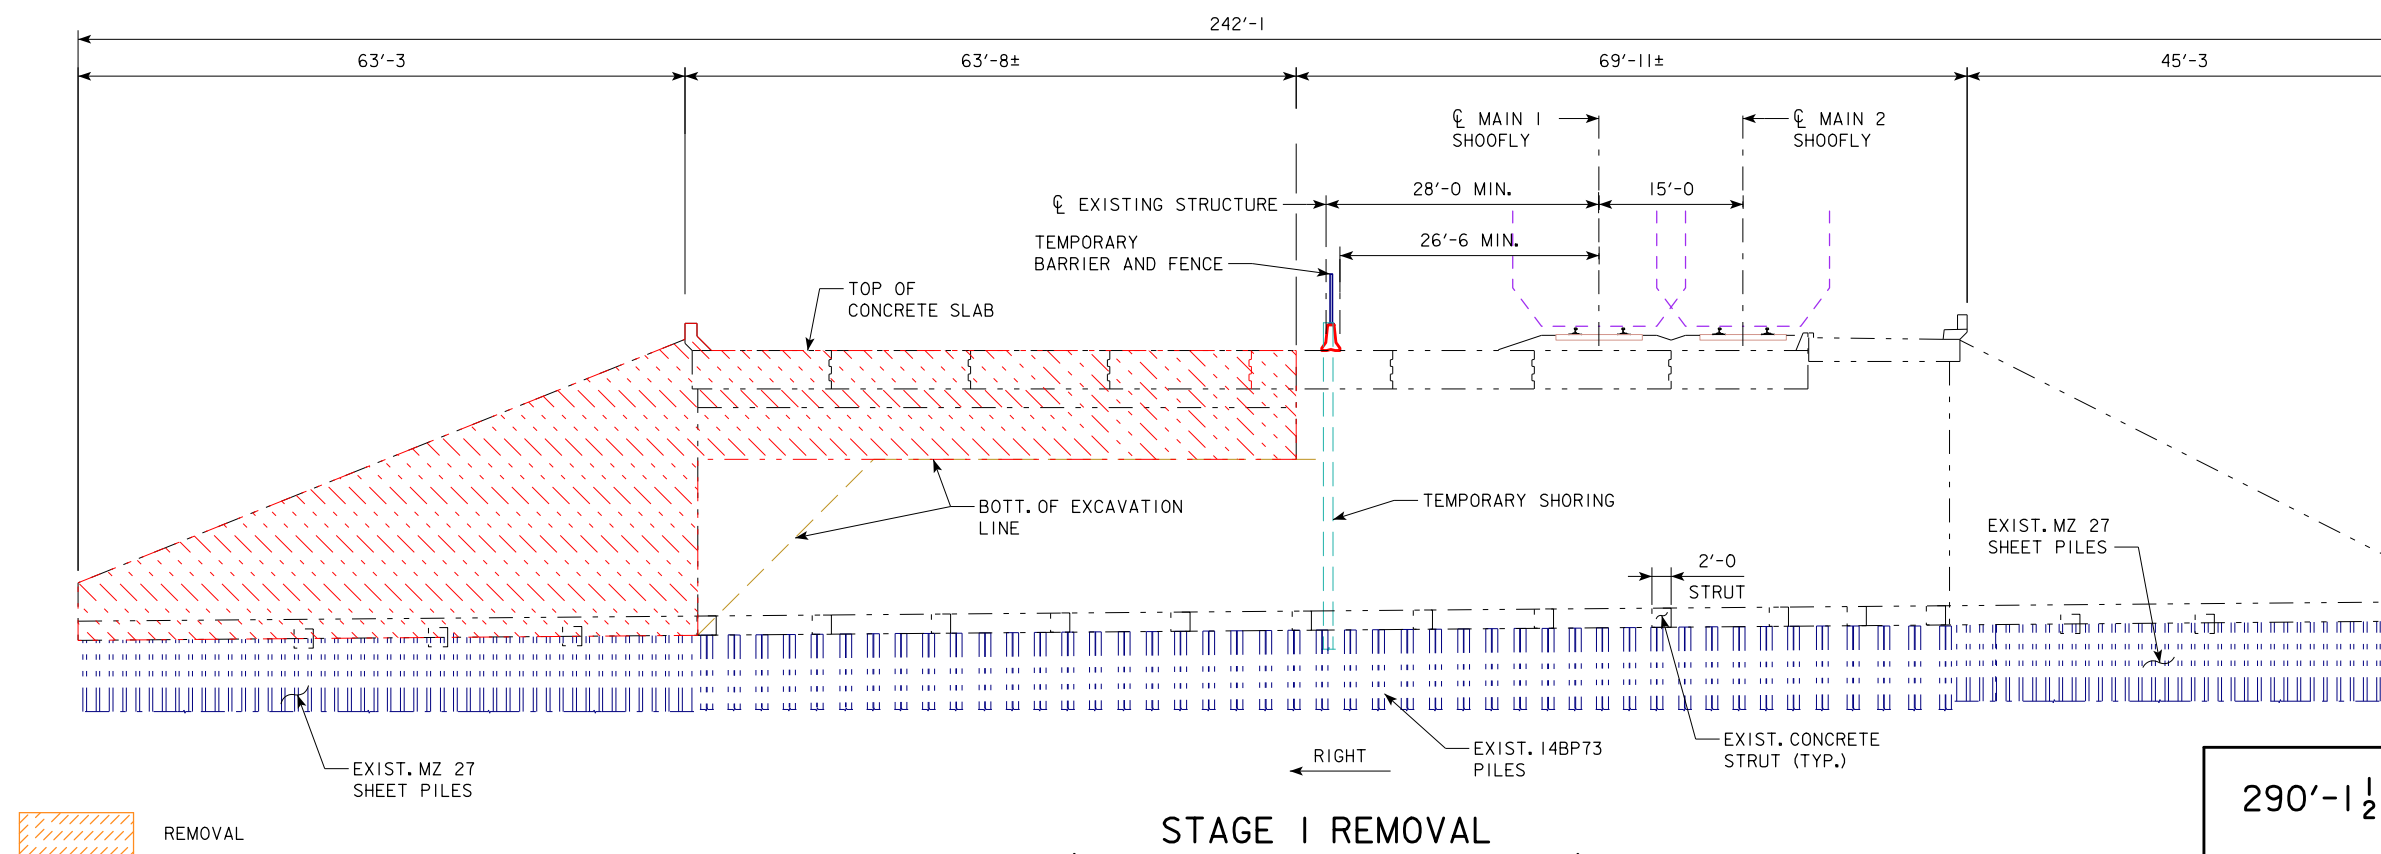 242'-1
63'-3
63'-8±
69'-11±
45'-3
℄ MAIN 1
SHOOFLY
℄ MAIN 2
SHOOFLY
28'-0 MIN.
15'-0
℄ EXISTING STRUCTURE
26'-6 MIN.
TEMPORARY
BARRIER AND FENCE
TOP OF
CONCRETE SLAB
BOTT. OF EXCAVATION
LINE
TEMPORARY SHORING
EXIST. MZ 27
SHEET PILES
2'-0
STRUT
EXIST. MZ 27
SHEET PILES
RIGHT
EXIST. 14BP73
PILES
EXIST. CONCRETE
STRUT (TYP.)
REMOVAL
STAGE 1 REMOVAL
290'-1 1/2